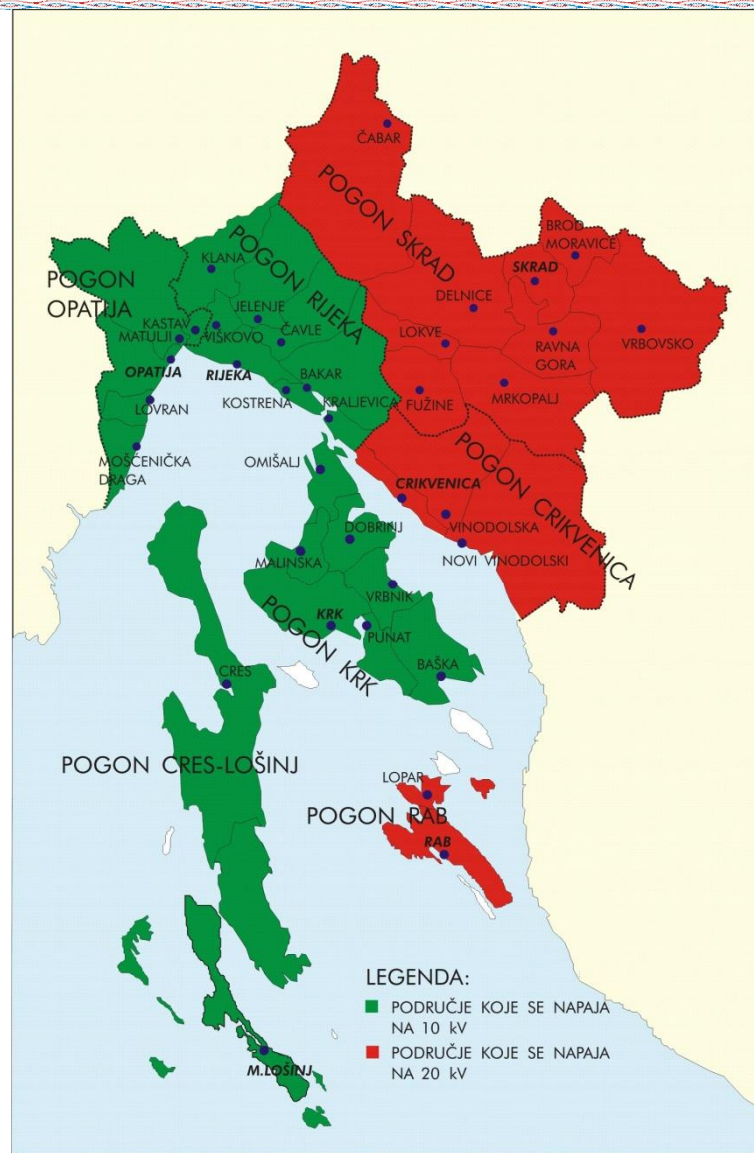 ČABAR
POGON SKRAD
BROD
MORAVICE
SKRAD
POGON RIJEKA
KLANA
POGON
OPATIJA
DELNICE
JELENJE
KASTAV
VIŠKOVO
MATULJI
ČAVLE
LOKVE
RAVNA
GORA
VRBOVSKO
OPATIJA
RIJEKA
BAKAR
KOSTRENA
KRALJEVICA
FUŽINE
MRKOPALJ
LOVRAN
MOŠĆENIČKA
DRAGA
OMIŠALJ
POGON CRIKVENICA
CRIKVENICA
VINODOLSKA
NOVI VINODOLSKI
DOBRINJ
MALINSKA
VRBNIK
KRK
PUNAT
POGON KRK
BAŠKA
CRES
POGON CRES-LOŠINJ
LOPAR
POGON RAB
RAB
LEGENDA:
PODRUČJE KOJE SE NAPAJA
NA 10 kV
PODRUČJE KOJE SE NAPAJA
NA 20 kV
M.LOŠINJ